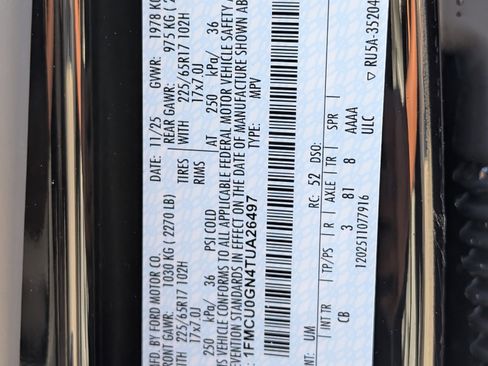 MFD. BY FORD MOTOR CO. DATE: 11/25 GVWR: 1978 KG
FRONT GAWR: 1030 KG ( 2270 LB) REAR GAWR: 975 KG
225/65R17 102H TIRES WITH 225/65R17 102H
17x7.0J RIMS 17x7.0J
250 kPa/ 36 PSI COLD AT 250 kPa/ 36
THIS VEHICLE CONFORMS TO ALL APPLICABLE FEDERAL MOTOR VEHICLE SAFETY
PREVENTION STANDARDS IN EFFECT ON THE DATE OF MANUFACTURE SHOWN AB
1FMCU0GN4TUA26497 TYPE: MPV
UM RC: 52 DSO:
INT TR TP/PS R AXLE TR SPR
CB 3 81 8 AAAA
1202511077916 ULC
RU5A-35204